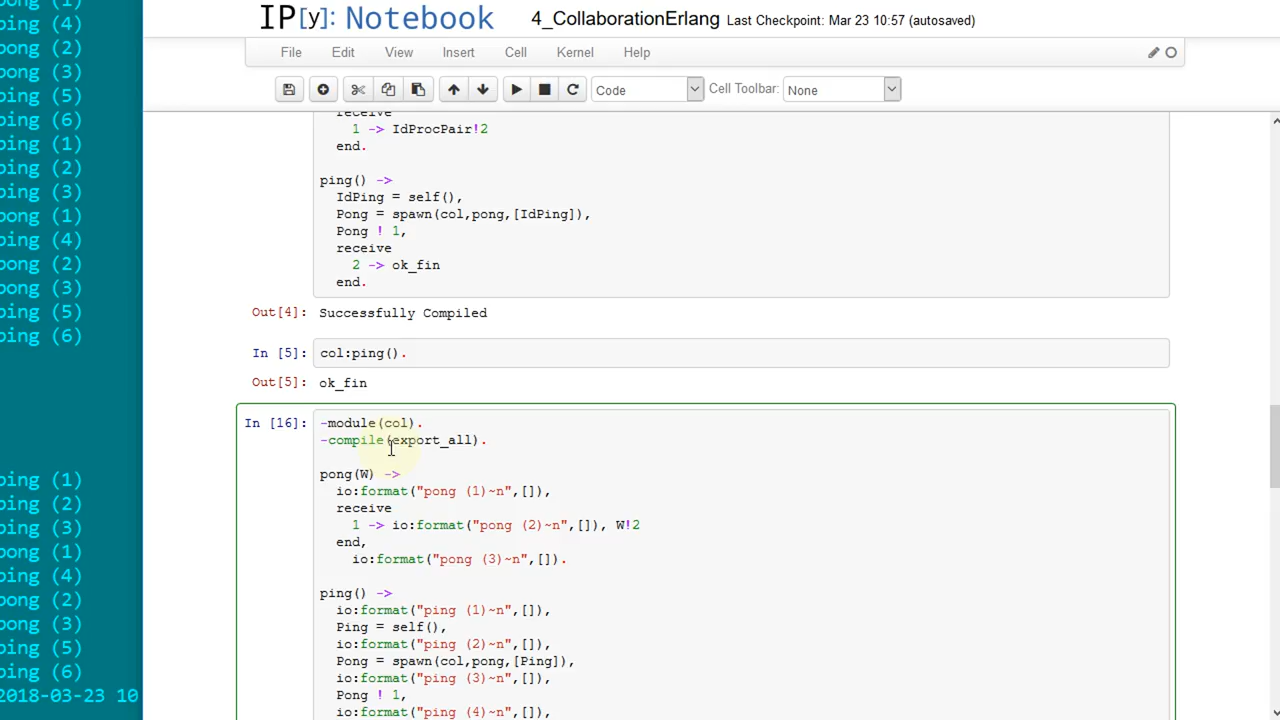 ping (4)
pong (2)
pong (3)
ping (5)
ping (6)
pong (1)
ping (2)
ping (3)
pong (1)
ping (4)
pong (2)
pong (3)
ping (5)
ping (6)
ping (1)
ping (2)
ping (3)
pong (1)
ping (4)
pong (2)
pong (3)
ping (5)
ping (6)
2018-03-23 10
IP[y]: Notebook 4_CollaborationErlang Last Checkpoint: Mar 23 10:57 (autosaved)
File Edit View Insert Cell Kernel Help
Code Cell Toolbar: None
receive
1 -> IdProcPair!2
end.
ping() ->
IdPing = self(),
Pong = spawn(col,pong,[IdPing]),
Pong ! 1,
receive
2 -> ok_fin
end.
Out[4]: Successfully Compiled
In [5]: col:ping().
Out[5]: ok_fin
In [16]: -module(col).
-compile(export_all).
pong(W) ->
io:format("pong (1)~n",[]),
receive
1 -> io:format("pong (2)~n",[]), W!2
end,
io:format("pong (3)~n",[]).
ping() ->
io:format("ping (1)~n",[]),
Ping = self(),
io:format("ping (2)~n",[]),
Pong = spawn(col,pong,[Ping]),
io:format("ping (3)~n",[]),
Pong ! 1,
io:format("ping (4)~n",[]),